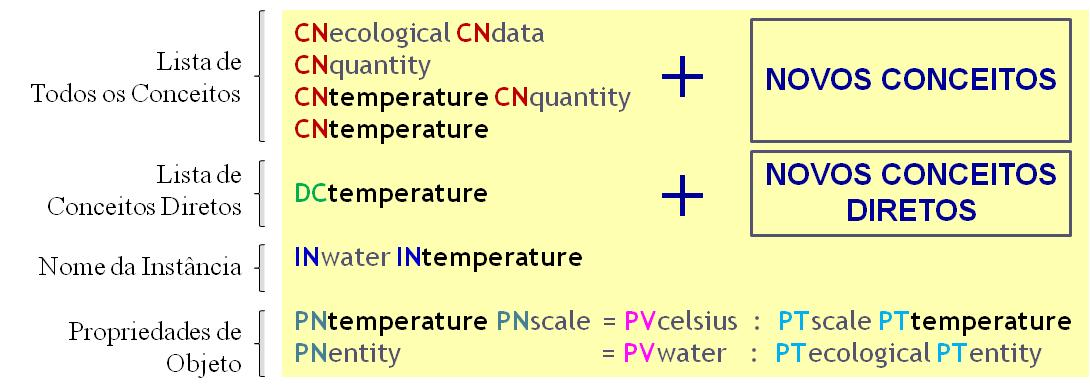 Lista de
Todos os Conceitos
CNecological CNdata
CNquantity
CNtemperature CNquantity
CNtemperature
+
NOVOS CONCEITOS
Lista de
Conceitos Diretos
DCtemperature
+
NOVOS CONCEITOS
DIRETOS
Nome da Instância
INwater INtemperature
Propriedades de
Objeto
PNtemperature PNscale = PVcelsius : PTscale PTtemperature
PNentity = PVwater : PTecological PTentity